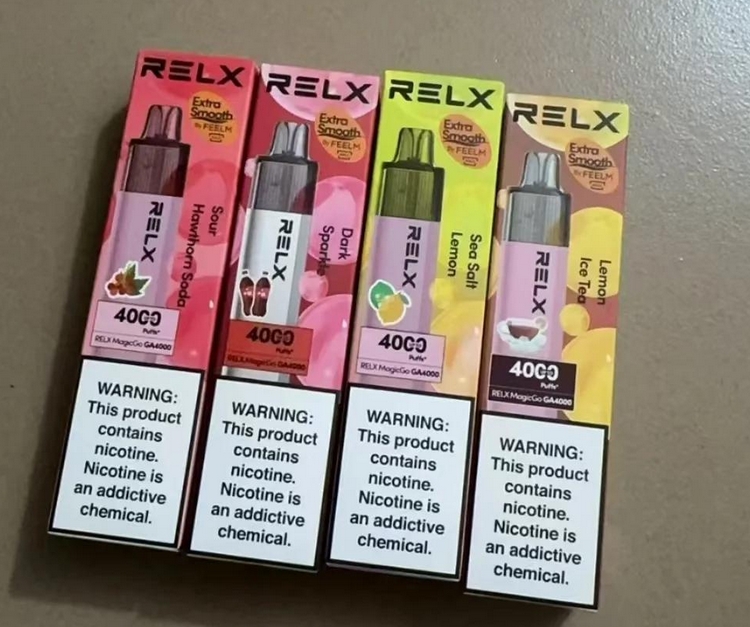 RELX
Extra
Smooth
By FEELM
Sour
Hawthorn Soda
RELX
4000
Puffs*
RELX MagicGo GA4000
WARNING:
This product
contains
nicotine.
Nicotine is
an addictive
chemical.
RELX
Extra
Smooth
By FEELM
Dark
Sparkle
RELX
4000
Puffs*
RELX MagicGo GA4000
WARNING:
This product
contains
nicotine.
Nicotine is
an addictive
chemical.
RELX
Extra
Smooth
By FEELM
Sea Salt
Lemon
RELX
4000
Puffs*
RELX MagicGo GA4000
WARNING:
This product
contains
nicotine.
Nicotine is
an addictive
chemical.
RELX
Extra
Smooth
By FEELM
Lemon
Ice Tea
RELX
4000
Puffs*
RELX MagicGo GA4000
WARNING:
This product
contains
nicotine.
Nicotine is
an addictive
chemical.